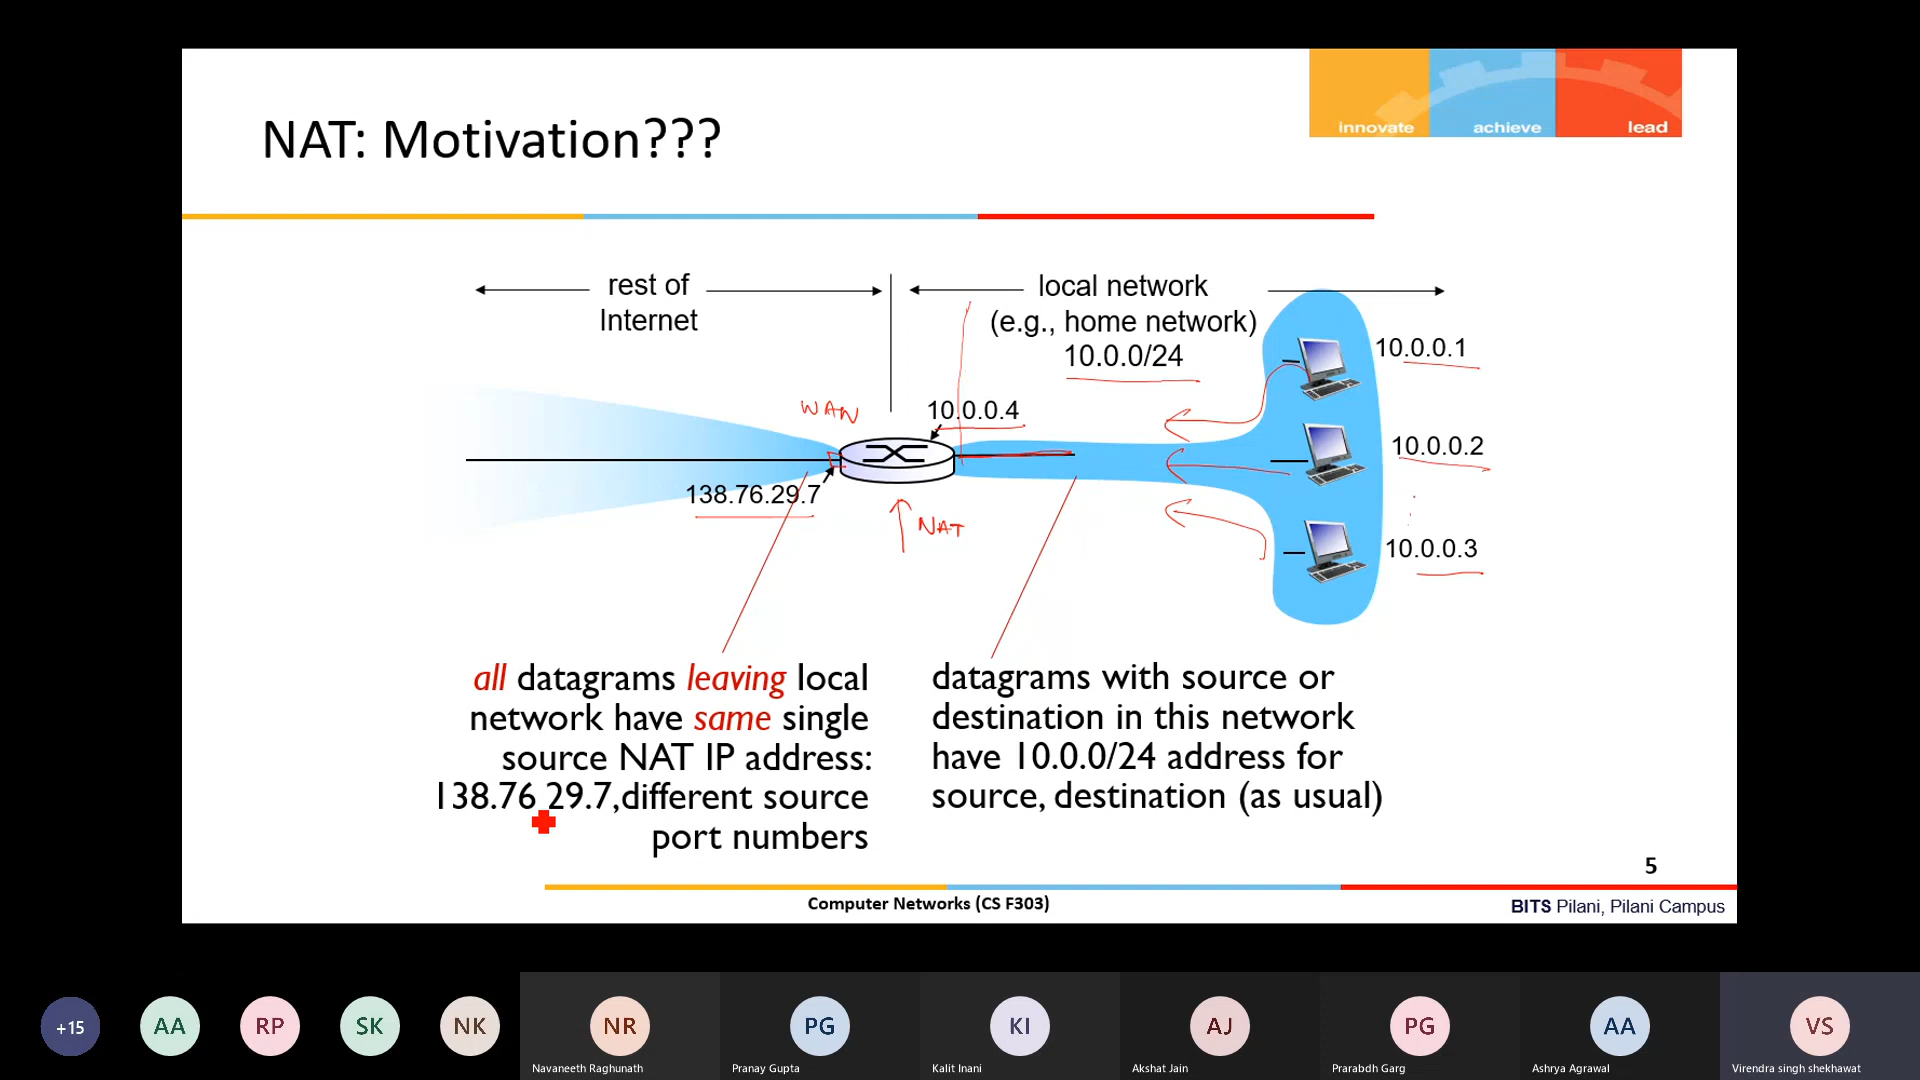 innovate achieve lead
NAT: Motivation???
rest of
Internet
local network
(e.g., home network)
10.0.0/24
10.0.0.1
WAN
10.0.0.4
10.0.0.2
138.76.29.7
NAT
10.0.0.3
all datagrams leaving local
network have same single
source NAT IP address:
138.76.29.7,different source
port numbers
datagrams with source or
destination in this network
have 10.0.0/24 address for
source, destination (as usual)
5
Computer Networks (CS F303)
BITS Pilani, Pilani Campus
+15 AA RP SK NK NR PG KI AJ PG AA VS
Navaneeth Raghunath Pranay Gupta Kalit Inani Akshat Jain Prarabdh Garg Ashrya Agrawal Virendra singh shekhawat